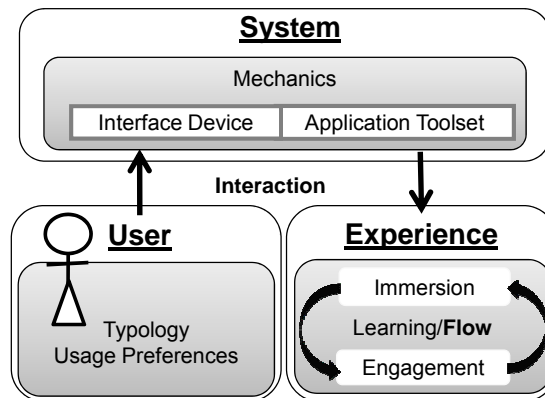 System
Mechanics
Interface Device
Application Toolset
Interaction
User
Typology
Usage Preferences
Experience
Immersion
Learning/Flow
Engagement